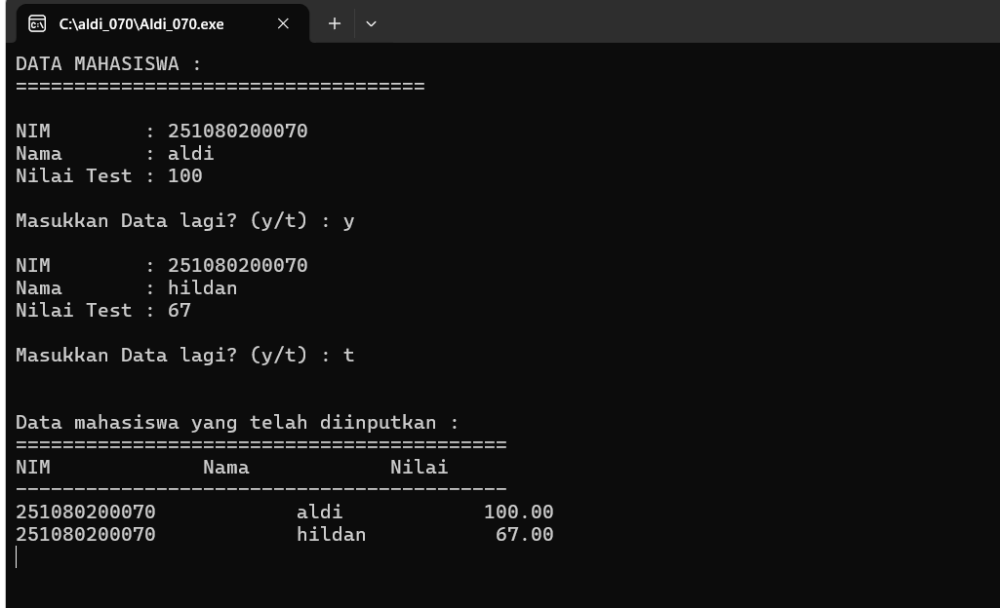 C:\aldi_070\Aldi_070.exe
DATA MAHASISWA :
===================================
NIM        : 251080200070
Nama       : aldi
Nilai Test : 100
Masukkan Data lagi? (y/t) : y
NIM        : 251080200070
Nama       : hildan
Nilai Test : 67
Masukkan Data lagi? (y/t) : t
Data mahasiswa yang telah diinputkan :
==========================================
NIM             Nama            Nilai
------------------------------------------
251080200070            aldi            100.00
251080200070            hildan           67.00